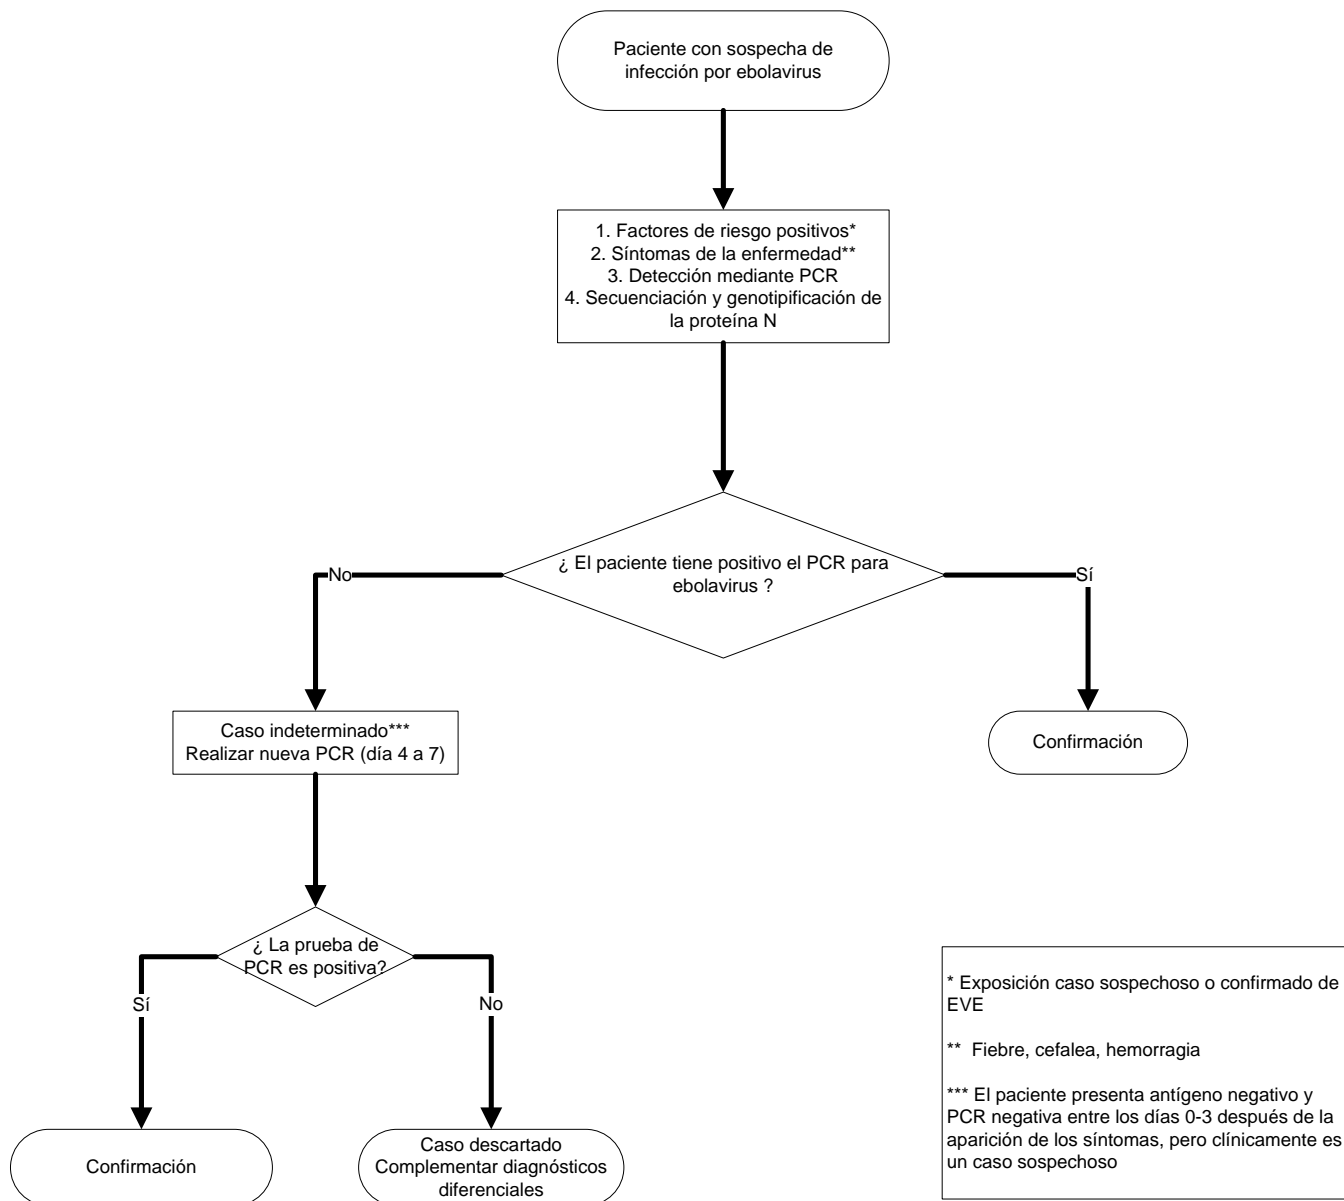 Paciente con sospecha de
infección por ebolavirus
1. Factores de riesgo positivos*
2. Síntomas de la enfermedad**
3. Detección mediante PCR
4. Secuenciación y genotipificación de
la proteína N
¿ El paciente tiene positivo el PCR para
ebolavirus ?
No
Sí
Caso indeterminado***
Realizar nueva PCR (día 4 a 7)
Confirmación
¿ La prueba de
PCR es positiva?
Sí
No
Confirmación
Caso descartado
Complementar diagnósticos
diferenciales
* Exposición caso sospechoso o confirmado de
EVE
** Fiebre, cefalea, hemorragia
*** El paciente presenta antígeno negativo y
PCR negativa entre los días 0-3 después de la
aparición de los síntomas, pero clínicamente es
un caso sospechoso